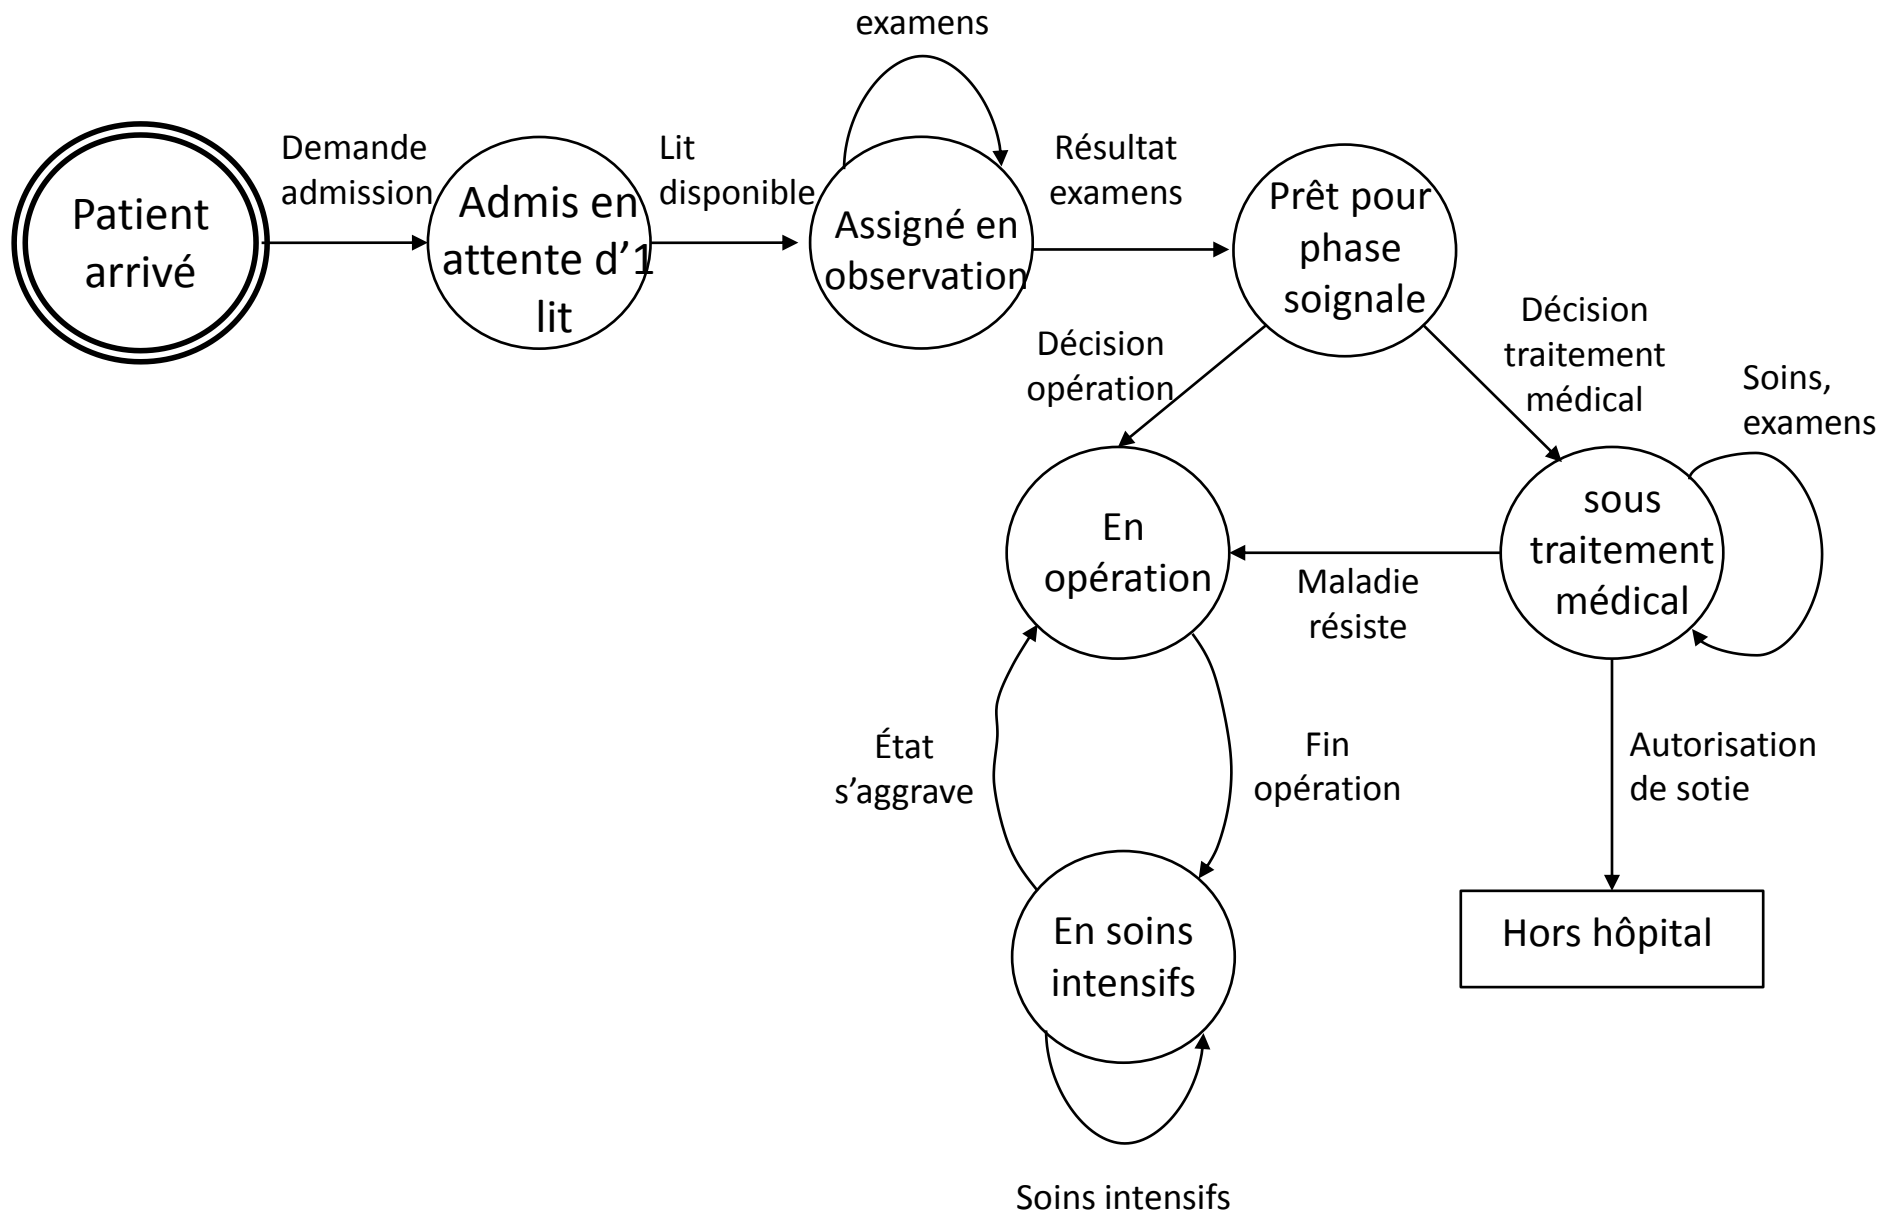 examens
Demande
admission
Lit
disponible
Résultat
examens
Patient
arrivé
Admis en
attente d’1
lit
Assigné en
observation
Prêt pour
phase
soignale
Décision
opération
Décision
traitement
médical
Soins,
examens
En
opération
Maladie
résiste
sous
traitement
médical
État
s’aggrave
Fin
opération
Autorisation
de sotie
En soins
intensifs
Hors hôpital
Soins intensifs